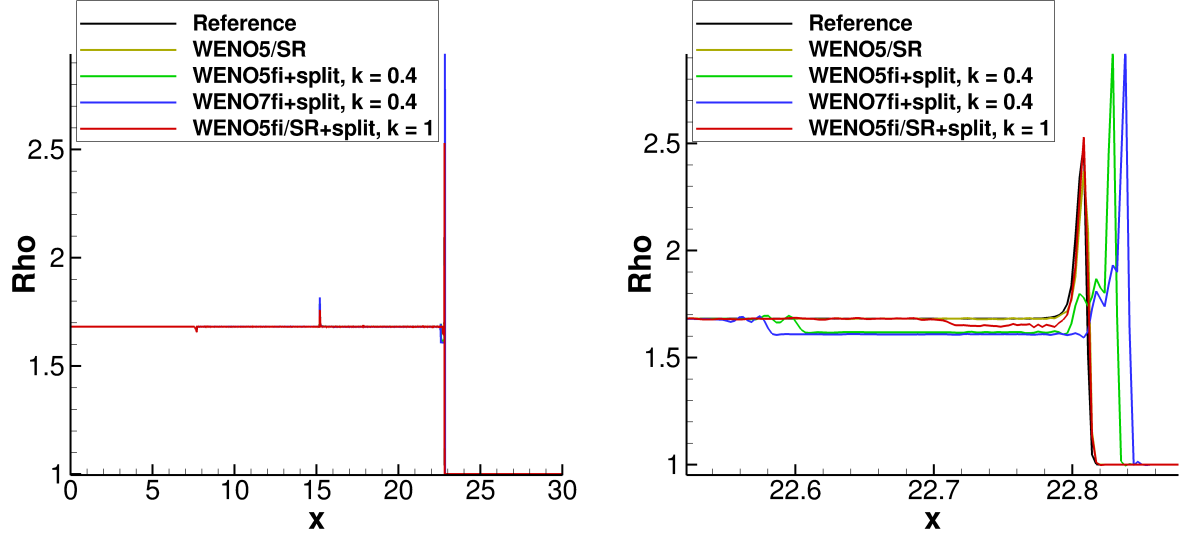 Reference
WENO5/SR
WENO5fi+split, k = 0.4
WENO7fi+split, k = 0.4
WENO5fi/SR+split, k = 1
2.5
2
1.5
1
Rho
0 5 10 15 20 25 30
x
Reference
WENO5/SR
WENO5fi+split, k = 0.4
WENO7fi+split, k = 0.4
WENO5fi/SR+split, k = 1
2.5
2
1.5
1
Rho
22.6 22.7 22.8
x